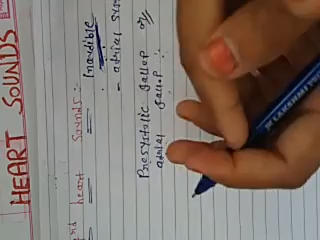 HEART SOUNDS
heart sounds :-
Inaudible
- atrial
Presystolic gallop or
atrial gallop
LAKSHMI